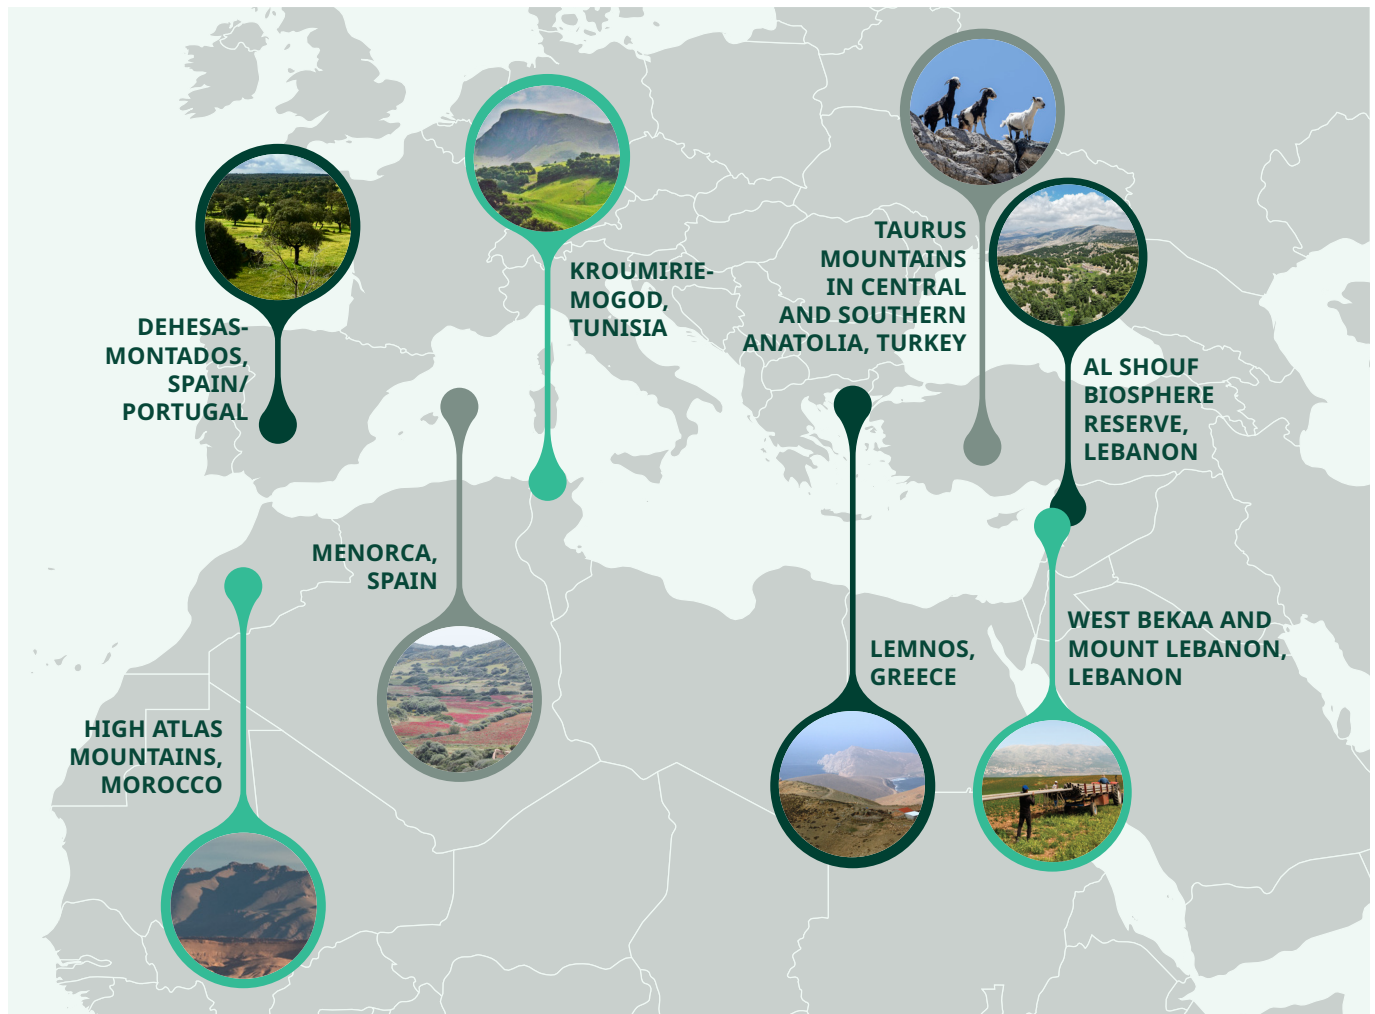 TAURUS
MOUNTAINS
IN CENTRAL
AND SOUTHERN
ANATOLIA, TURKEY
KROUMIRIE-
MOGOD,
TUNISIA
DEHESAS-
MONTADOS,
SPAIN/
PORTUGAL
AL SHOUF
BIOSPHERE
RESERVE,
LEBANON
MENORCA,
SPAIN
WEST BEKAA AND
MOUNT LEBANON,
LEBANON
LEMNOS,
GREECE
HIGH ATLAS
MOUNTAINS,
MOROCCO